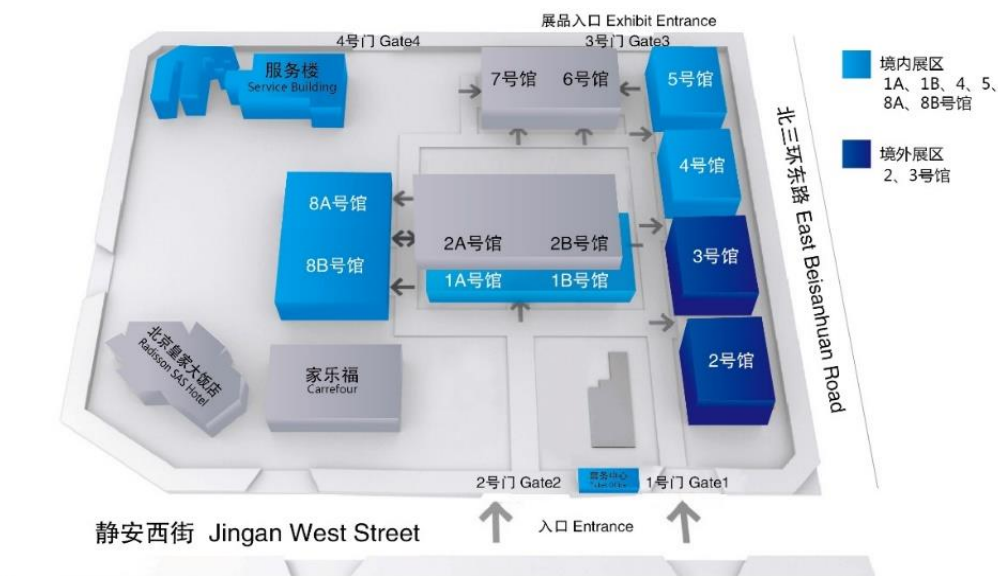 展品入口 Exhibit Entrance
4号门 Gate4
3号门 Gate3
服务楼
Service Building
7号馆
6号馆
5号馆
境内展区
1A、1B、4、5、
8A、8B号馆
境外展区
2、3号馆
北三环东路 East Beisanhuan Road
4号馆
8A号馆
2A号馆
2B号馆
3号馆
8B号馆
1A号馆
1B号馆
北京皇家大饭店
Radisson SAS Hotel
家乐福
Carrefour
2号馆
2号门 Gate2
1号门 Gate1
入口 Entrance
静安西街 Jingan West Street